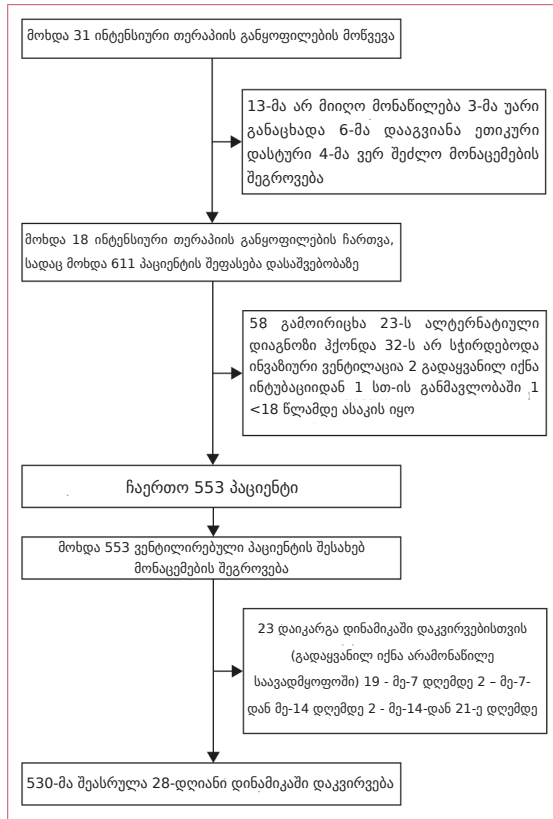 მოხდა 31 ინტენსიური თერაპიის განყოფილების მოწვევა
13-მა არ მიიღო მონაწილება 3-მა უარი
განაცხადა 6-მა დააგვიანა ეთიკური
დასტური 4-მა ვერ შეძლო მონაცემების
შეგროვება
მოხდა 18 ინტენსიური თერაპიის განყოფილების ჩართვა,
სადაც მოხდა 611 პაციენტის შეფასება დასაშვებობაზე
58 გამოირიცხა 23-ს ალტერნატიული
დიაგნოზი ჰქონდა 32-ს არ სჭირდებოდა
ინვაზიური ვენტილაცია 2 გადაყვანილ იქნა
ინტუბაციიდან 1 სთ-ის განმავლობაში 1
<18 წლამდე ასაკის იყო
ჩაერთო 553 პაციენტი
მოხდა 553 ვენტილირებული პაციენტის შესახებ
მონაცემების შეგროვება
23 დაიკარგა დინამიკაში დაკვირვებისთვის
(გადაყვანილ იქნა არამონაწილე
საავადმყოფოში) 19 - მე-7 დღემდე 2 – მე-7-
დან მე-14 დღემდე 2 - მე-14-დან 21-ე დღემდე
530-მა შეასრულა 28-დღიანი დინამიკაში დაკვირვება